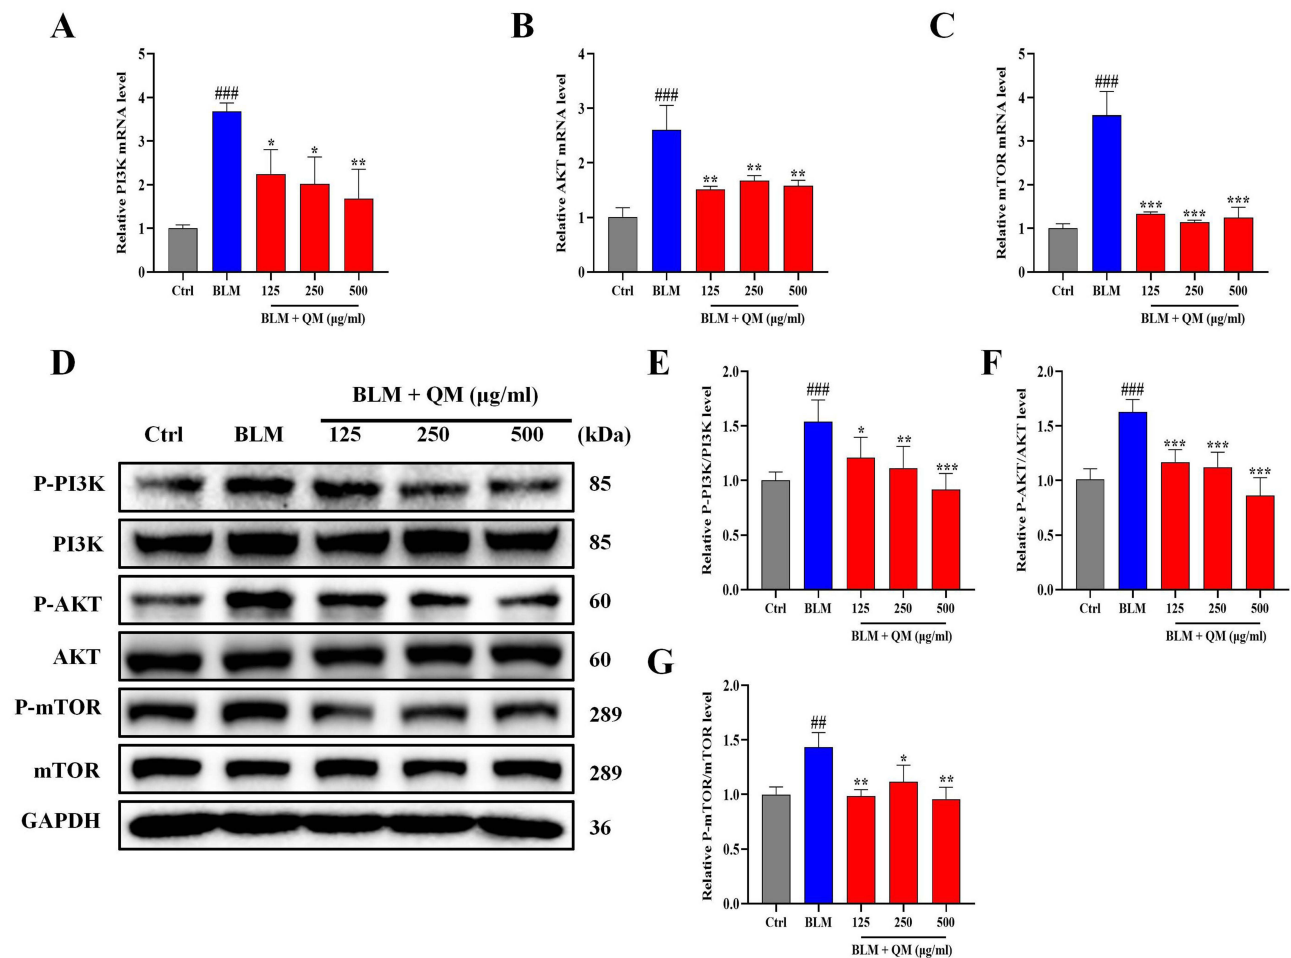 A
Relative PI3K mRNA level
5
4
3
2
1
0
###
*
*
**
Ctrl BLM 125 250 500
BLM + QM (μg/ml)
B
Relative AKT mRNA level
4
3
2
1
0
###
**
**
**
Ctrl BLM 125 250 500
BLM + QM (μg/ml)
C
Relative mTOR mRNA level
5
4
3
2
1
0
###
***
***
***
Ctrl BLM 125 250 500
BLM + QM (μg/ml)
D
BLM + QM (μg/ml)
Ctrl BLM 125 250 500 (kDa)
P-PI3K 85
PI3K 85
P-AKT 60
AKT 60
P-mTOR 289
mTOR 289
GAPDH 36
E
Relative P-PI3K/PI3K level
2.0
1.5
1.0
0.5
0.0
###
*
**
***
Ctrl BLM 125 250 500
BLM + QM (μg/ml)
F
Relative P-AKT/AKT level
2.0
1.5
1.0
0.5
0.0
###
***
***
***
Ctrl BLM 125 250 500
BLM + QM (μg/ml)
G
Relative P-mTOR/mTOR level
2.0
1.5
1.0
0.5
0.0
##
**
*
**
Ctrl BLM 125 250 500
BLM + QM (μg/ml)